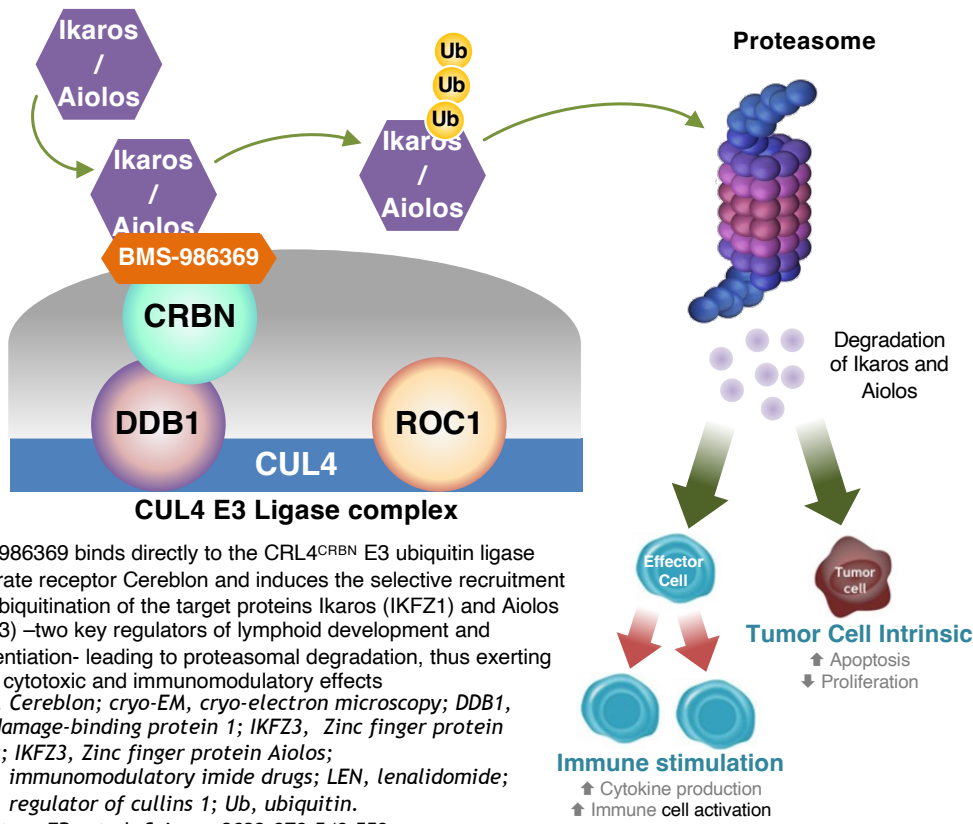 Ikaros
/
Aiolos
Ub
Ub
Ub
Proteasome
Ikaros
/
Aiolos
Ikaros
/
Aiolos
BMS-986369
CRBN
DDB1
ROC1
CUL4
CUL4 E3 Ligase complex
Degradation
of Ikaros and
Aiolos
Effector
Cell
Tumor
cell
Tumor Cell Intrinsic
Apoptosis
Proliferation
Immune stimulation
Cytokine production
Immune cell activation
986369 binds directly to the CRL4CRBN E3 ubiquitin ligase
rate receptor Cereblon and induces the selective recruitment
biquitination of the target proteins Ikaros (IKFZ1) and Aiolos
3) –two key regulators of lymphoid development and
entiation- leading to proteasomal degradation, thus exerting
cytotoxic and immunomodulatory effects
, Cereblon; cryo-EM, cryo-electron microscopy; DDB1,
damage-binding protein 1; IKFZ3, Zinc finger protein
; IKFZ3, Zinc finger protein Aiolos;
, immunomodulatory imide drugs; LEN, lenalidomide;
, regulator of cullins 1; Ub, ubiquitin.